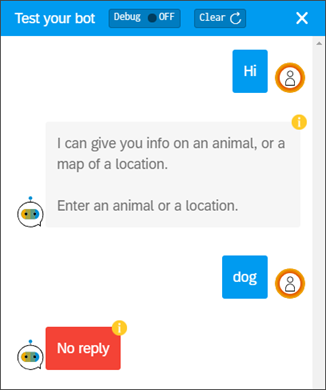 Test your bot Debug OFF Clear
Hi
I can give you info on an animal, or a
map of a location.
Enter an animal or a location.
dog
No reply